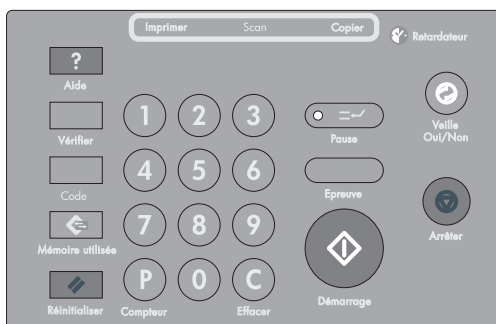 Imprimer Scan Copier
Retardateur
?
Aide
1 2 3
Vérifier
Pause
Veille
Oui/Non
4 5 6
Code
Epreuve
7 8 9
Mémoire utilisée
Arrêter
P 0 C
Réinitialiser
Compteur
Effacer
Démarrage